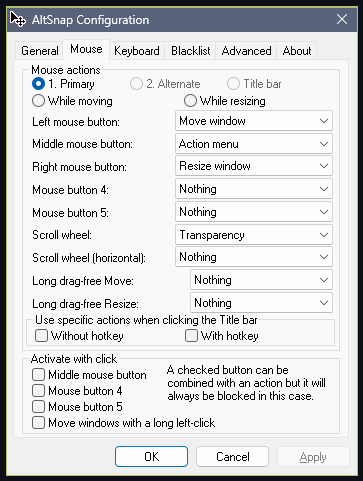 AltSnap Configuration
General Mouse Keyboard Blacklist Advanced About
Mouse actions
1. Primary 2. Alternate Title bar
While moving While resizing
Left mouse button: Move window
Middle mouse button: Action menu
Right mouse button: Resize window
Mouse button 4: Nothing
Mouse button 5: Nothing
Scroll wheel: Transparency
Scroll wheel (horizontal): Nothing
Long drag-free Move: Nothing
Long drag-free Resize: Nothing
Use specific actions when clicking the Title bar
Without hotkey With hotkey
Activate with click
Middle mouse button
Mouse button 4
Mouse button 5
Move windows with a long left-click
A checked button can be
combined with an action but it will
always be blocked in this case.
OK Cancel Apply